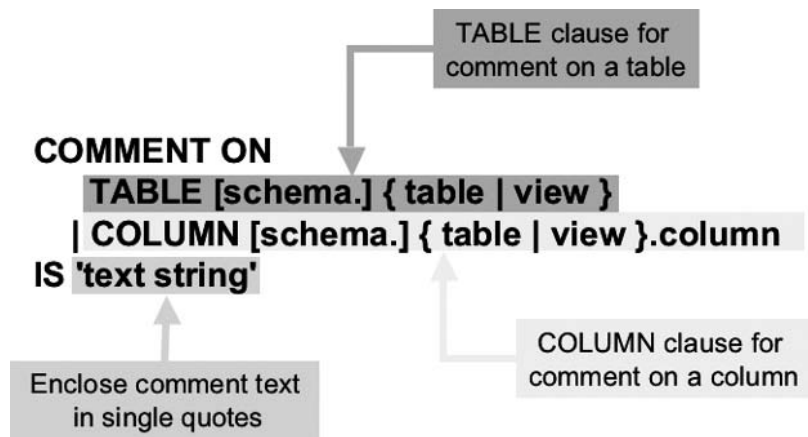 TABLE clause for
comment on a table
COMMENT ON
TABLE [schema.] { table | view }
| COLUMN [schema.] { table | view }.column
IS 'text string'
COLUMN clause for
comment on a column
Enclose comment text
in single quotes